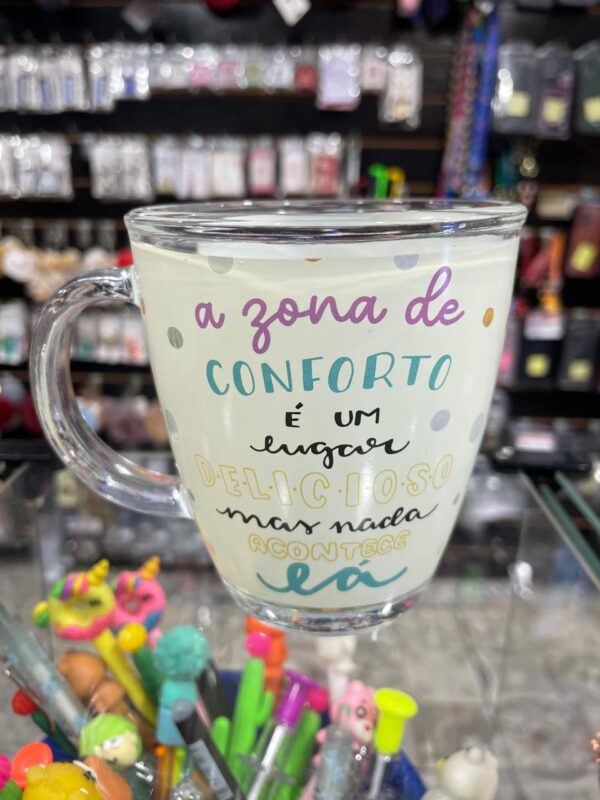 a zona de
CONFORTO
É UM
lugar
DELICIOSO
mas nada
ACONTECE
lá